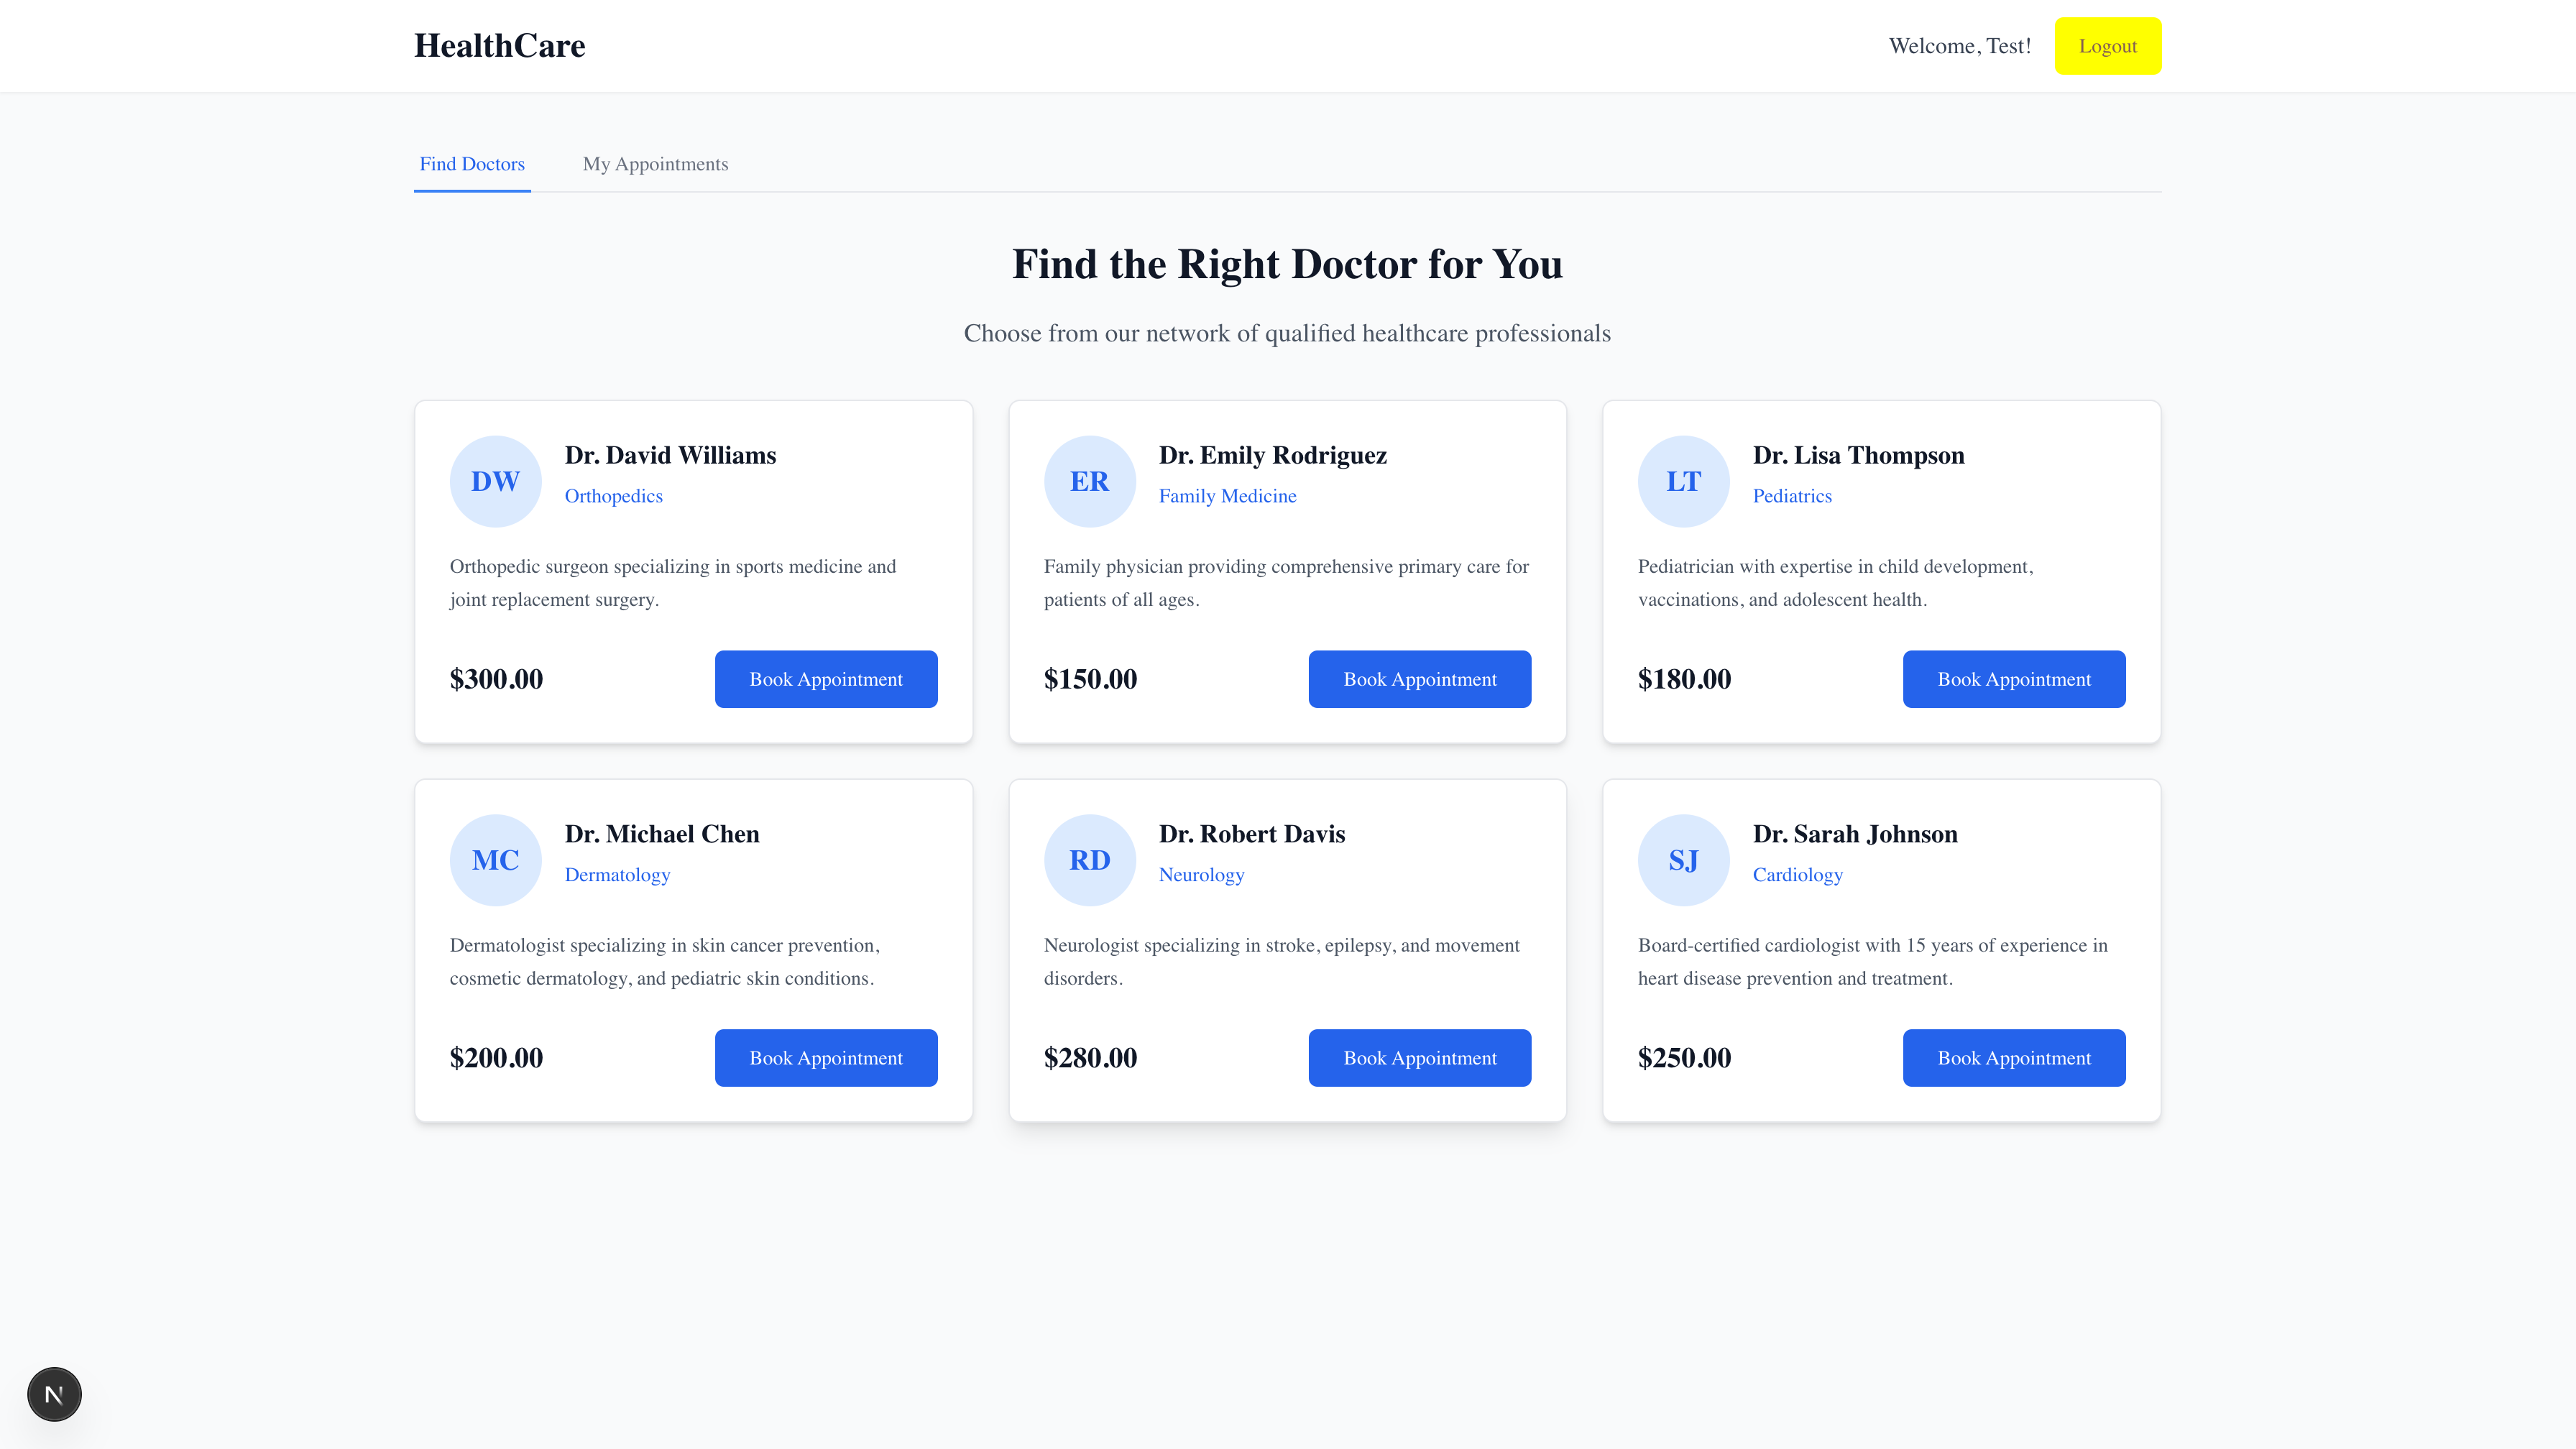 HealthCare
Welcome, Test!
Logout
Find Doctors
My Appointments
Find the Right Doctor for You
Choose from our network of qualified healthcare professionals
DW
Dr. David Williams
Orthopedics
Orthopedic surgeon specializing in sports medicine and
joint replacement surgery.
$300.00
Book Appointment
ER
Dr. Emily Rodriguez
Family Medicine
Family physician providing comprehensive primary care for
patients of all ages.
$150.00
Book Appointment
LT
Dr. Lisa Thompson
Pediatrics
Pediatrician with expertise in child development,
vaccinations, and adolescent health.
$180.00
Book Appointment
MC
Dr. Michael Chen
Dermatology
Dermatologist specializing in skin cancer prevention,
cosmetic dermatology, and pediatric skin conditions.
$200.00
Book Appointment
RD
Dr. Robert Davis
Neurology
Neurologist specializing in stroke, epilepsy, and movement
disorders.
$280.00
Book Appointment
SJ
Dr. Sarah Johnson
Cardiology
Board-certified cardiologist with 15 years of experience in
heart disease prevention and treatment.
$250.00
Book Appointment
N